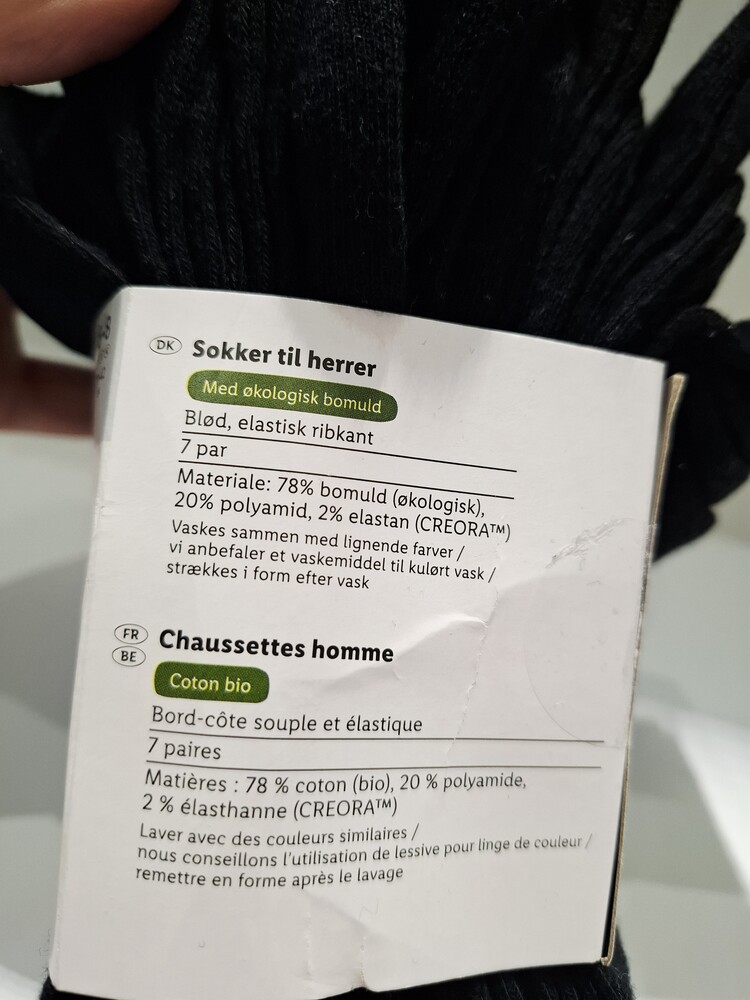 DK Sokker til herrer
Med økologisk bomuld
Blød, elastisk ribkant
7 par
Materiale: 78% bomuld (økologisk),
20% polyamid, 2% elastan (CREORA™)
Vaskes sammen med lignende farver /
vi anbefaler et vaskemiddel til kulørt vask /
strækkes i form efter vask
FR BE Chaussettes homme
Coton bio
Bord-côte souple et élastique
7 paires
Matières : 78 % coton (bio), 20 % polyamide,
2 % élasthanne (CREORA™)
Laver avec des couleurs similaires /
nous conseillons l'utilisation de lessive pour linge de couleur /
remettre en forme après le lavage